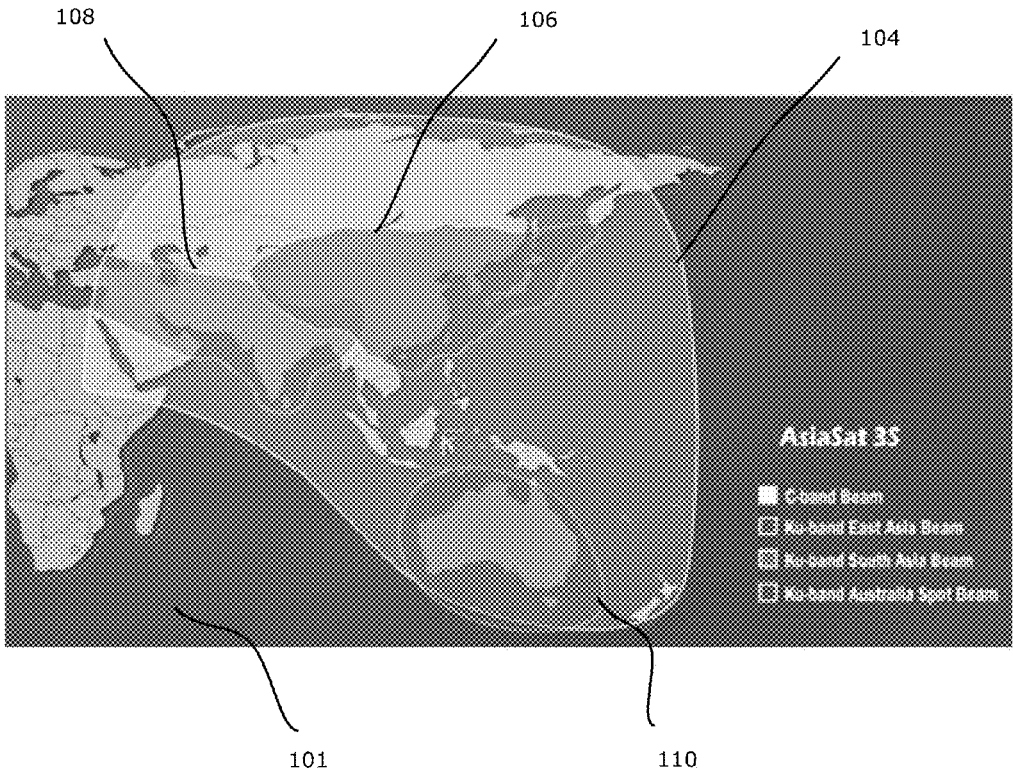 108
106
104
AsiaSat 3S
C-band Beam
Ku-band East Asia Beam
Ku-band South Asia Beam
Ku-band Australia Spot Beam
101
110